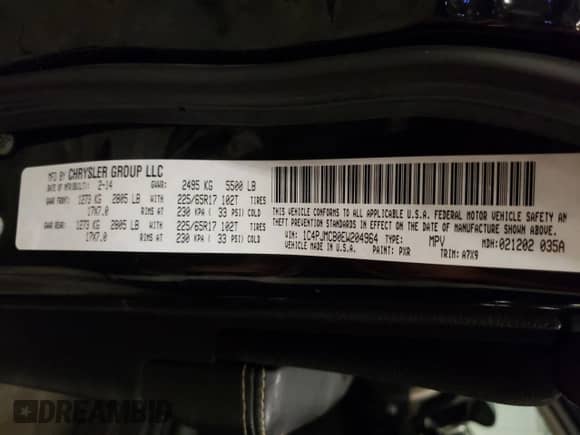 MFD BY CHRYSLER GROUP LLC
DATE OF MFR/BUILT: 2-14 GVWR: 2495 KG 5500 LB
GAWR FRONT: 1273 KG 2805 LB WITH 225/65R17 102T TIRES
17X7.0 RIMS AT 230 KPA ( 33 PSI) COLD
GAWR REAR: 1273 KG 2805 LB WITH 225/65R17 102T TIRES
17X7.0 RIMS AT 230 KPA ( 33 PSI) COLD
THIS VEHICLE CONFORMS TO ALL APPLICABLE U.S.A. FEDERAL MOTOR VEHICLE SAFETY AN
THEFT PREVENTION STANDARDS IN EFFECT ON THE DATE OF MANUFACTURE SHOWN ABOVE.
VIN: 1C4PJMCB0EW204964 TYPE: MPV MDH: 021202 035A
MADE IN U.S.A. PAINT: PXR TRIM: A7X9
DREAMBID